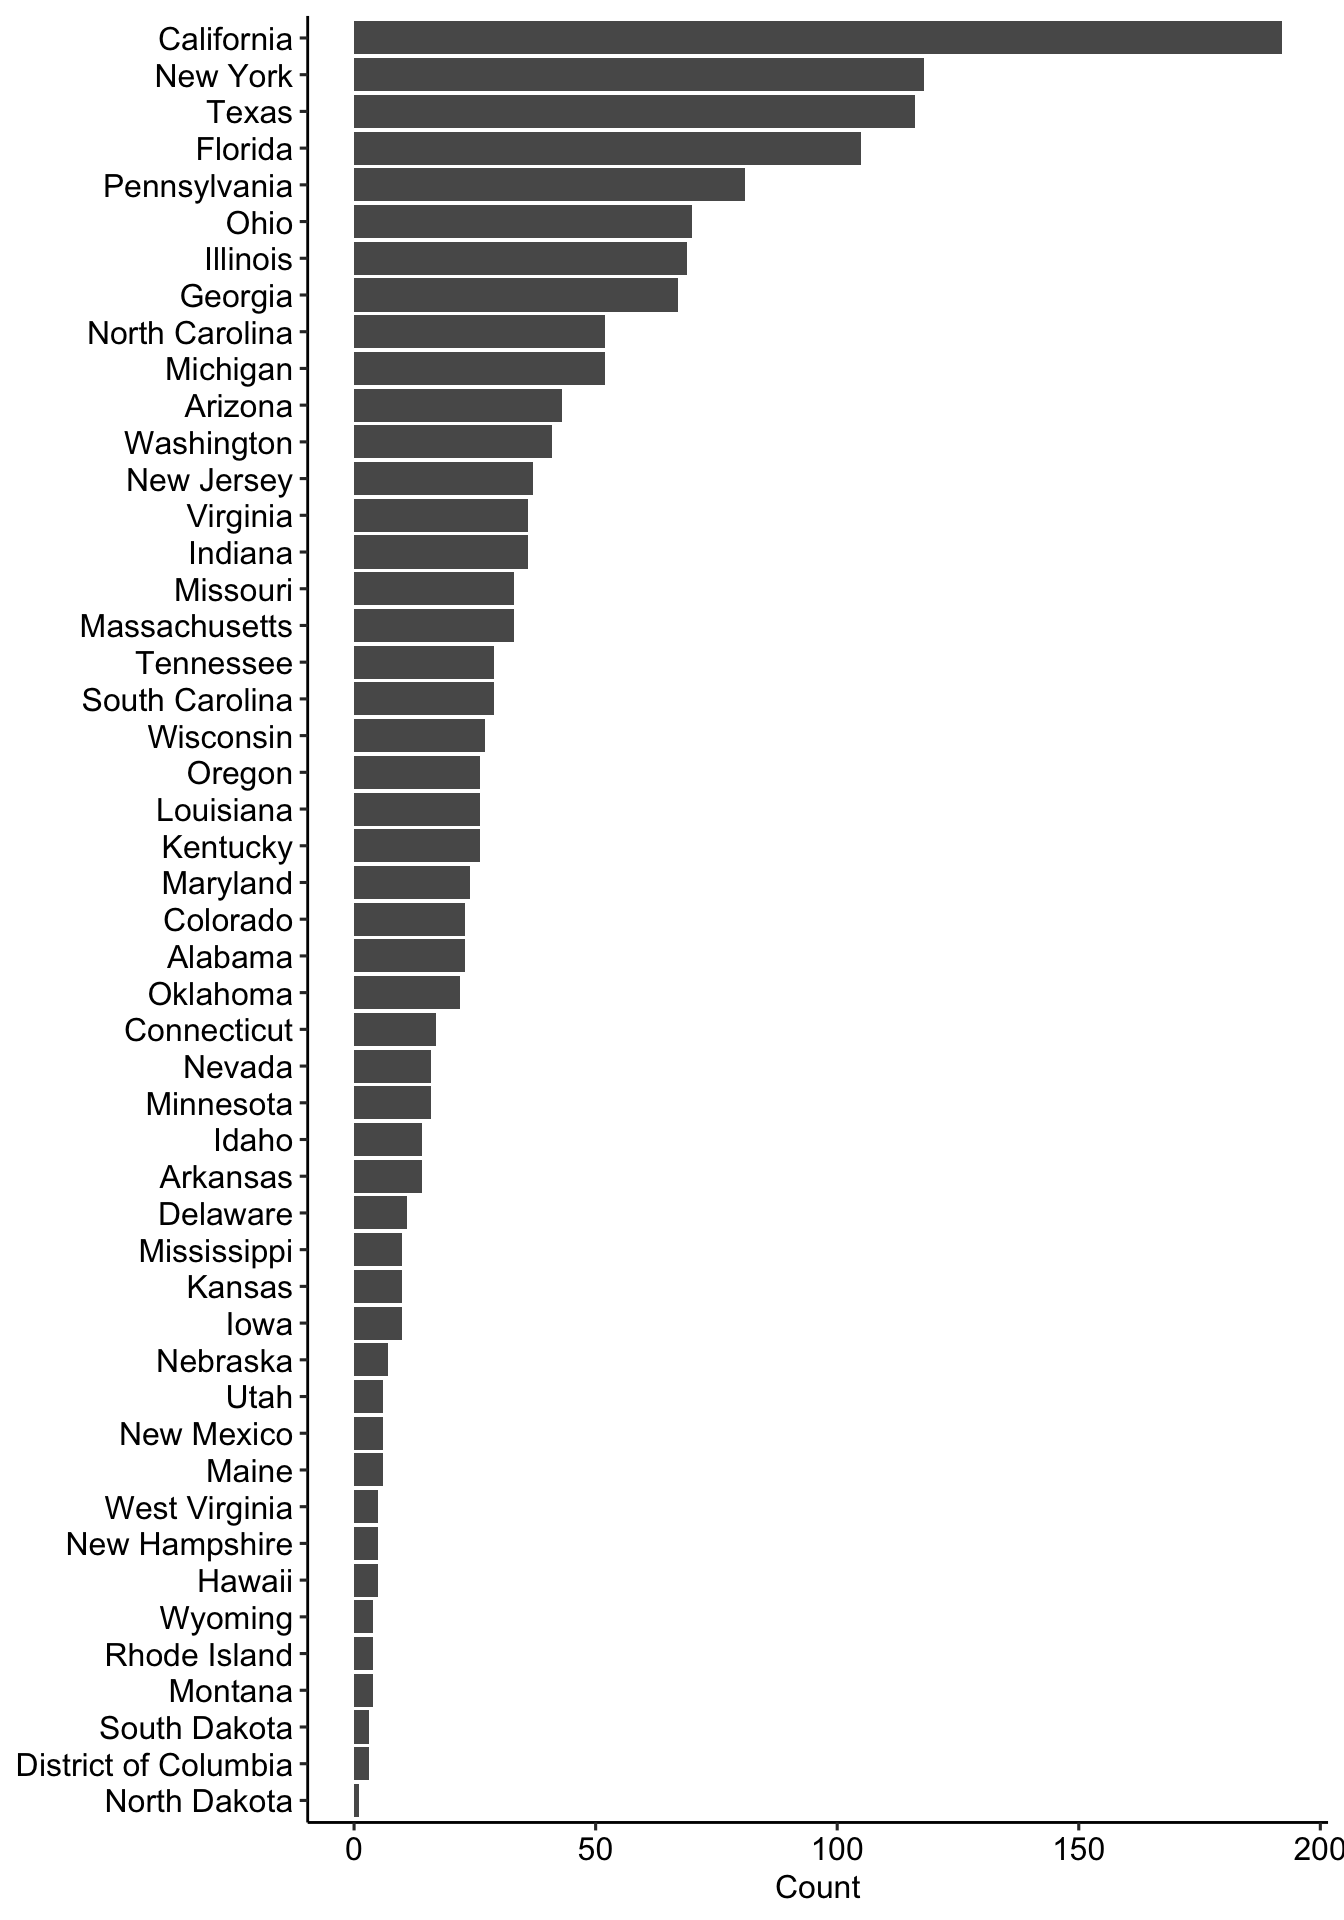 California
New York
Texas
Florida
Pennsylvania
Ohio
Illinois
Georgia
North Carolina
Michigan
Arizona
Washington
New Jersey
Virginia
Indiana
Missouri
Massachusetts
Tennessee
South Carolina
Wisconsin
Oregon
Louisiana
Kentucky
Maryland
Colorado
Alabama
Oklahoma
Connecticut
Nevada
Minnesota
Idaho
Arkansas
Delaware
Mississippi
Kansas
Iowa
Nebraska
Utah
New Mexico
Maine
West Virginia
New Hampshire
Hawaii
Wyoming
Rhode Island
Montana
South Dakota
District of Columbia
North Dakota
0 50 100 150 200
Count